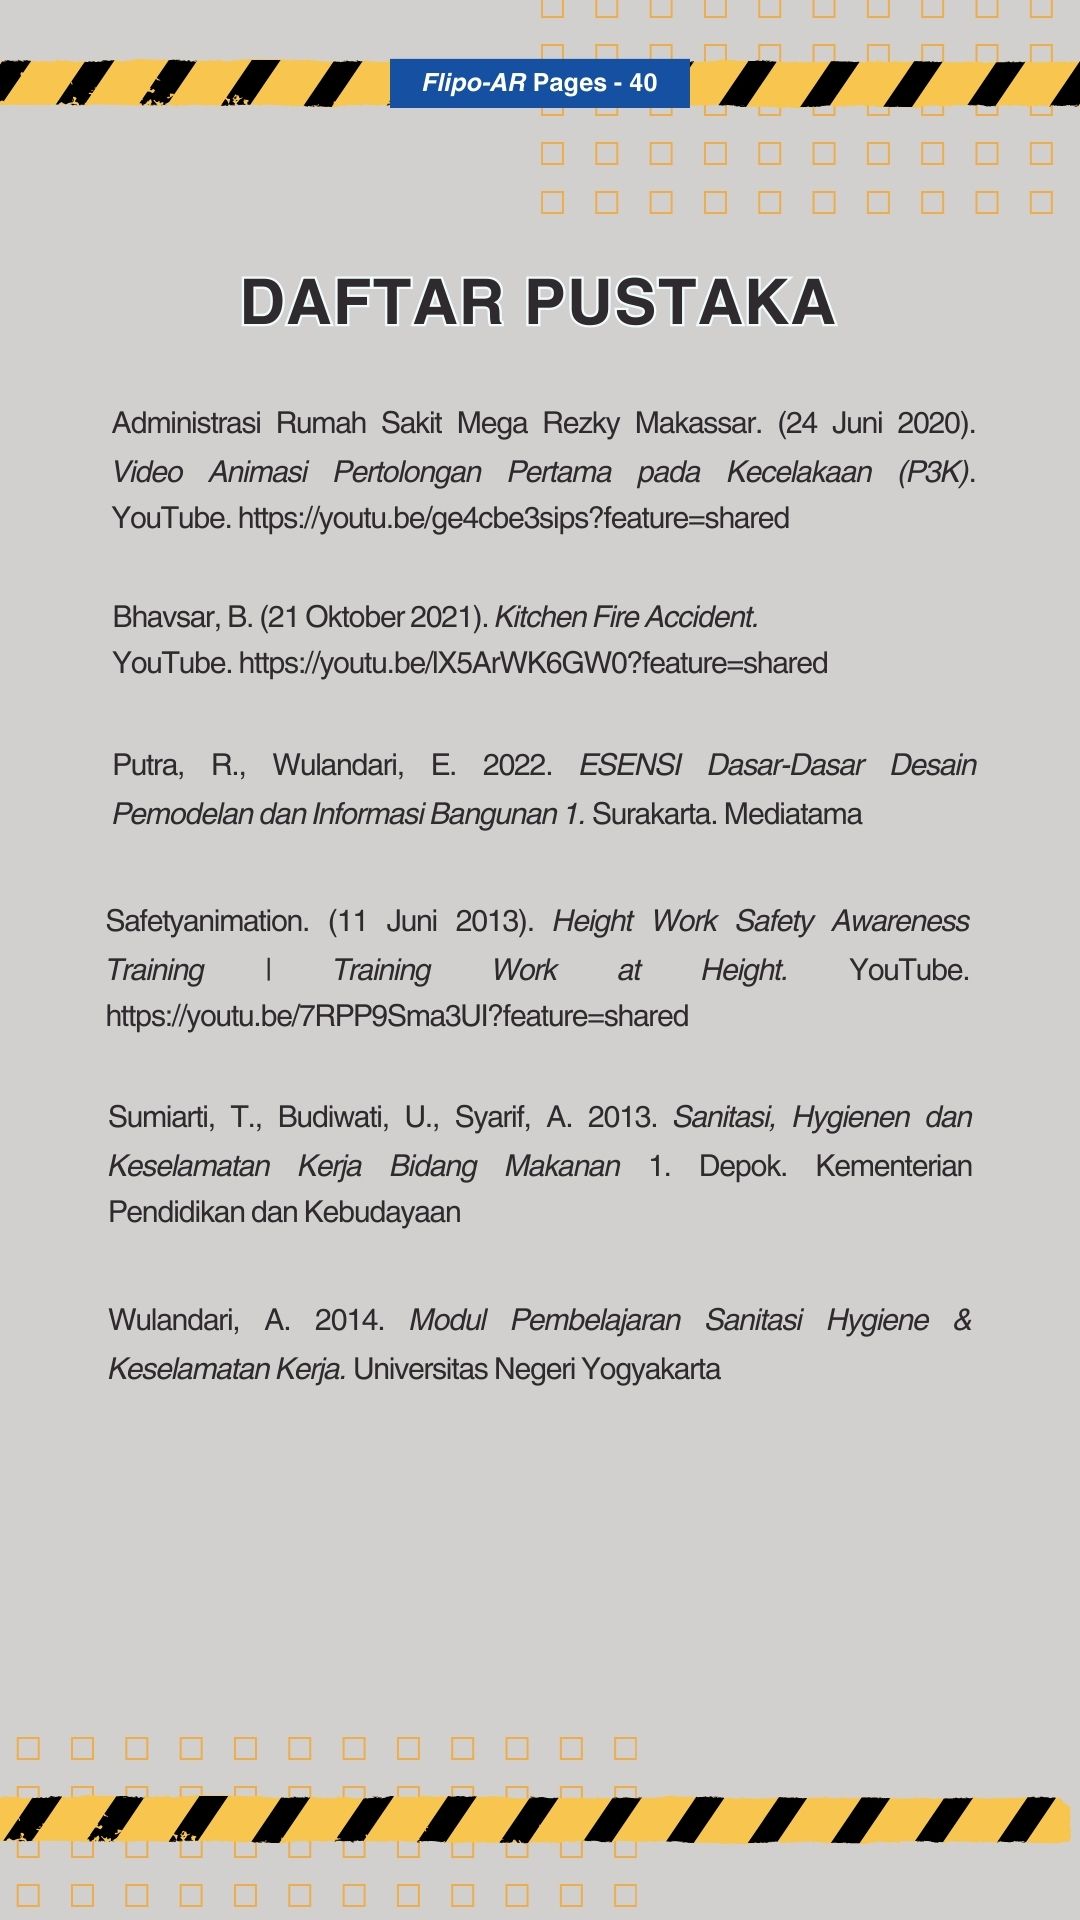 Flipo-AR Pages - 40
DAFTAR PUSTAKA
Administrasi Rumah Sakit Mega Rezky Makassar. (24 Juni 2020).
Video Animasi Pertolongan Pertama pada Kecelakaan (P3K).
YouTube. https://youtu.be/ge4cbe3sips?feature=shared
Bhavsar, B. (21 Oktober 2021). Kitchen Fire Accident.
YouTube. https://youtu.be/lX5ArWK6GW0?feature=shared
Putra, R., Wulandari, E. 2022. ESENSI Dasar-Dasar Desain
Pemodelan dan Informasi Bangunan 1. Surakarta. Mediatama
Safetyanimation. (11 Juni 2013). Height Work Safety Awareness
Training | Training Work at Height. YouTube.
https://youtu.be/7RPP9Sma3UI?feature=shared
Sumiarti, T., Budiwati, U., Syarif, A. 2013. Sanitasi, Hygienen dan
Keselamatan Kerja Bidang Makanan 1. Depok. Kementerian
Pendidikan dan Kebudayaan
Wulandari, A. 2014. Modul Pembelajaran Sanitasi Hygiene &
Keselamatan Kerja. Universitas Negeri Yogyakarta